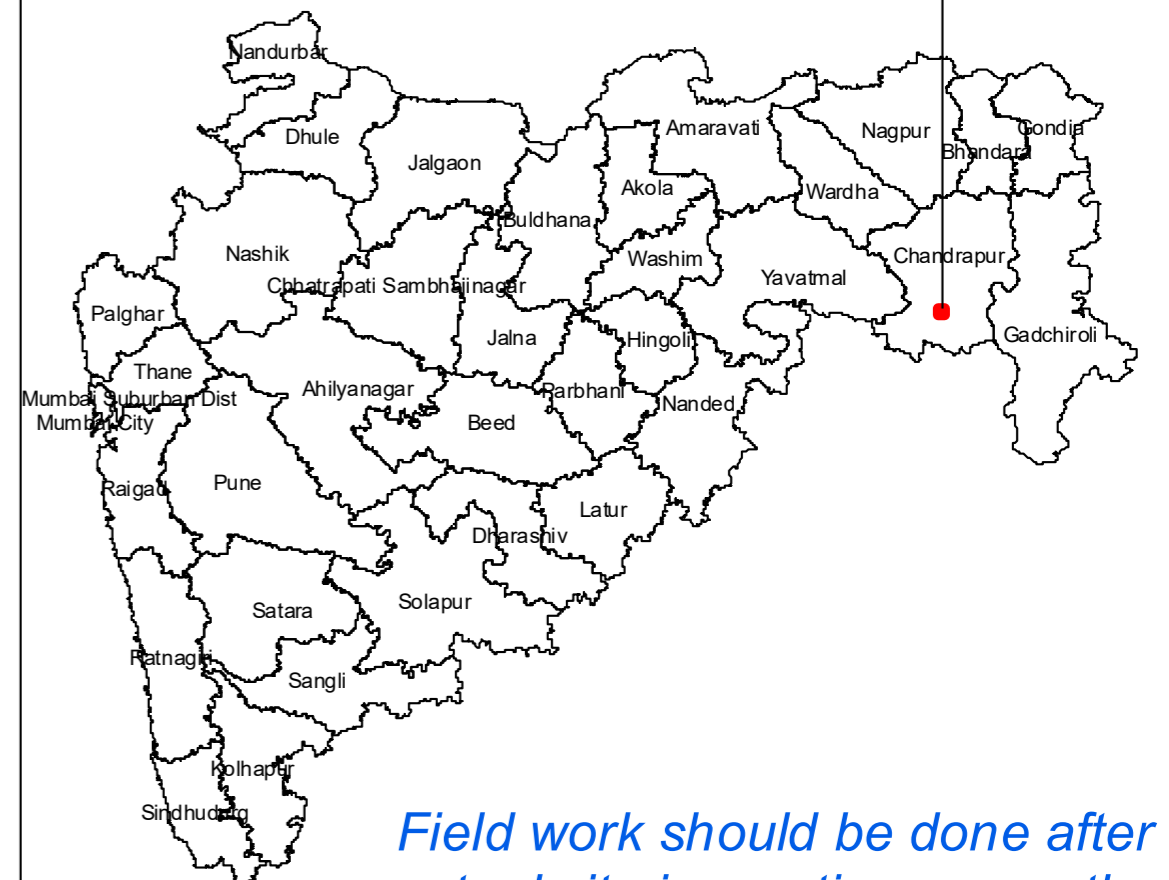 Nandurbar
Dhule
Jalgaon
Amaravati
Nagpur
Gondia
Bhandara
Akola
Wardha
Buldhana
Nashik
Washim
Chandrapur
Chhatrapati Sambhajinagar
Yavatmal
Palghar
Jalna
Hingoli
Gadchiroli
Thane
Ahilyanagar
Parbhani
Mumbai Suburban Dist
Nanded
Mumbai City
Beed
Raigad
Pune
Latur
Dharashiv
Satara
Solapur
Ratnagiri
Sangli
Kolhapur
Sindhudurg
Field work should be done after